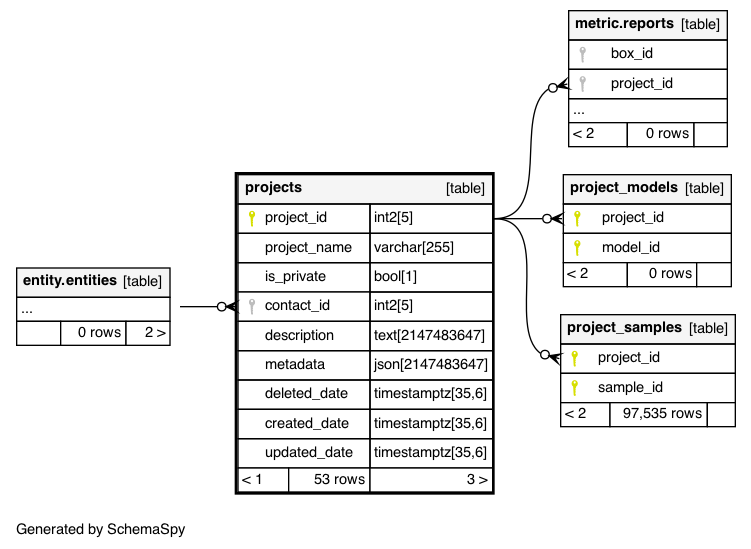 metric.reports [table]
box_id
project_id
...
< 2 0 rows
projects [table]
project_id int2[5]
project_name varchar[255]
is_private bool[1]
contact_id int2[5]
description text[2147483647]
metadata json[2147483647]
deleted_date timestamptz[35,6]
created_date timestamptz[35,6]
updated_date timestamptz[35,6]
< 1 53 rows 3 >
project_models [table]
project_id
model_id
< 2 0 rows
entity.entities [table]
...
0 rows 2 >
project_samples [table]
project_id
sample_id
< 2 97,535 rows
Generated by SchemaSpy